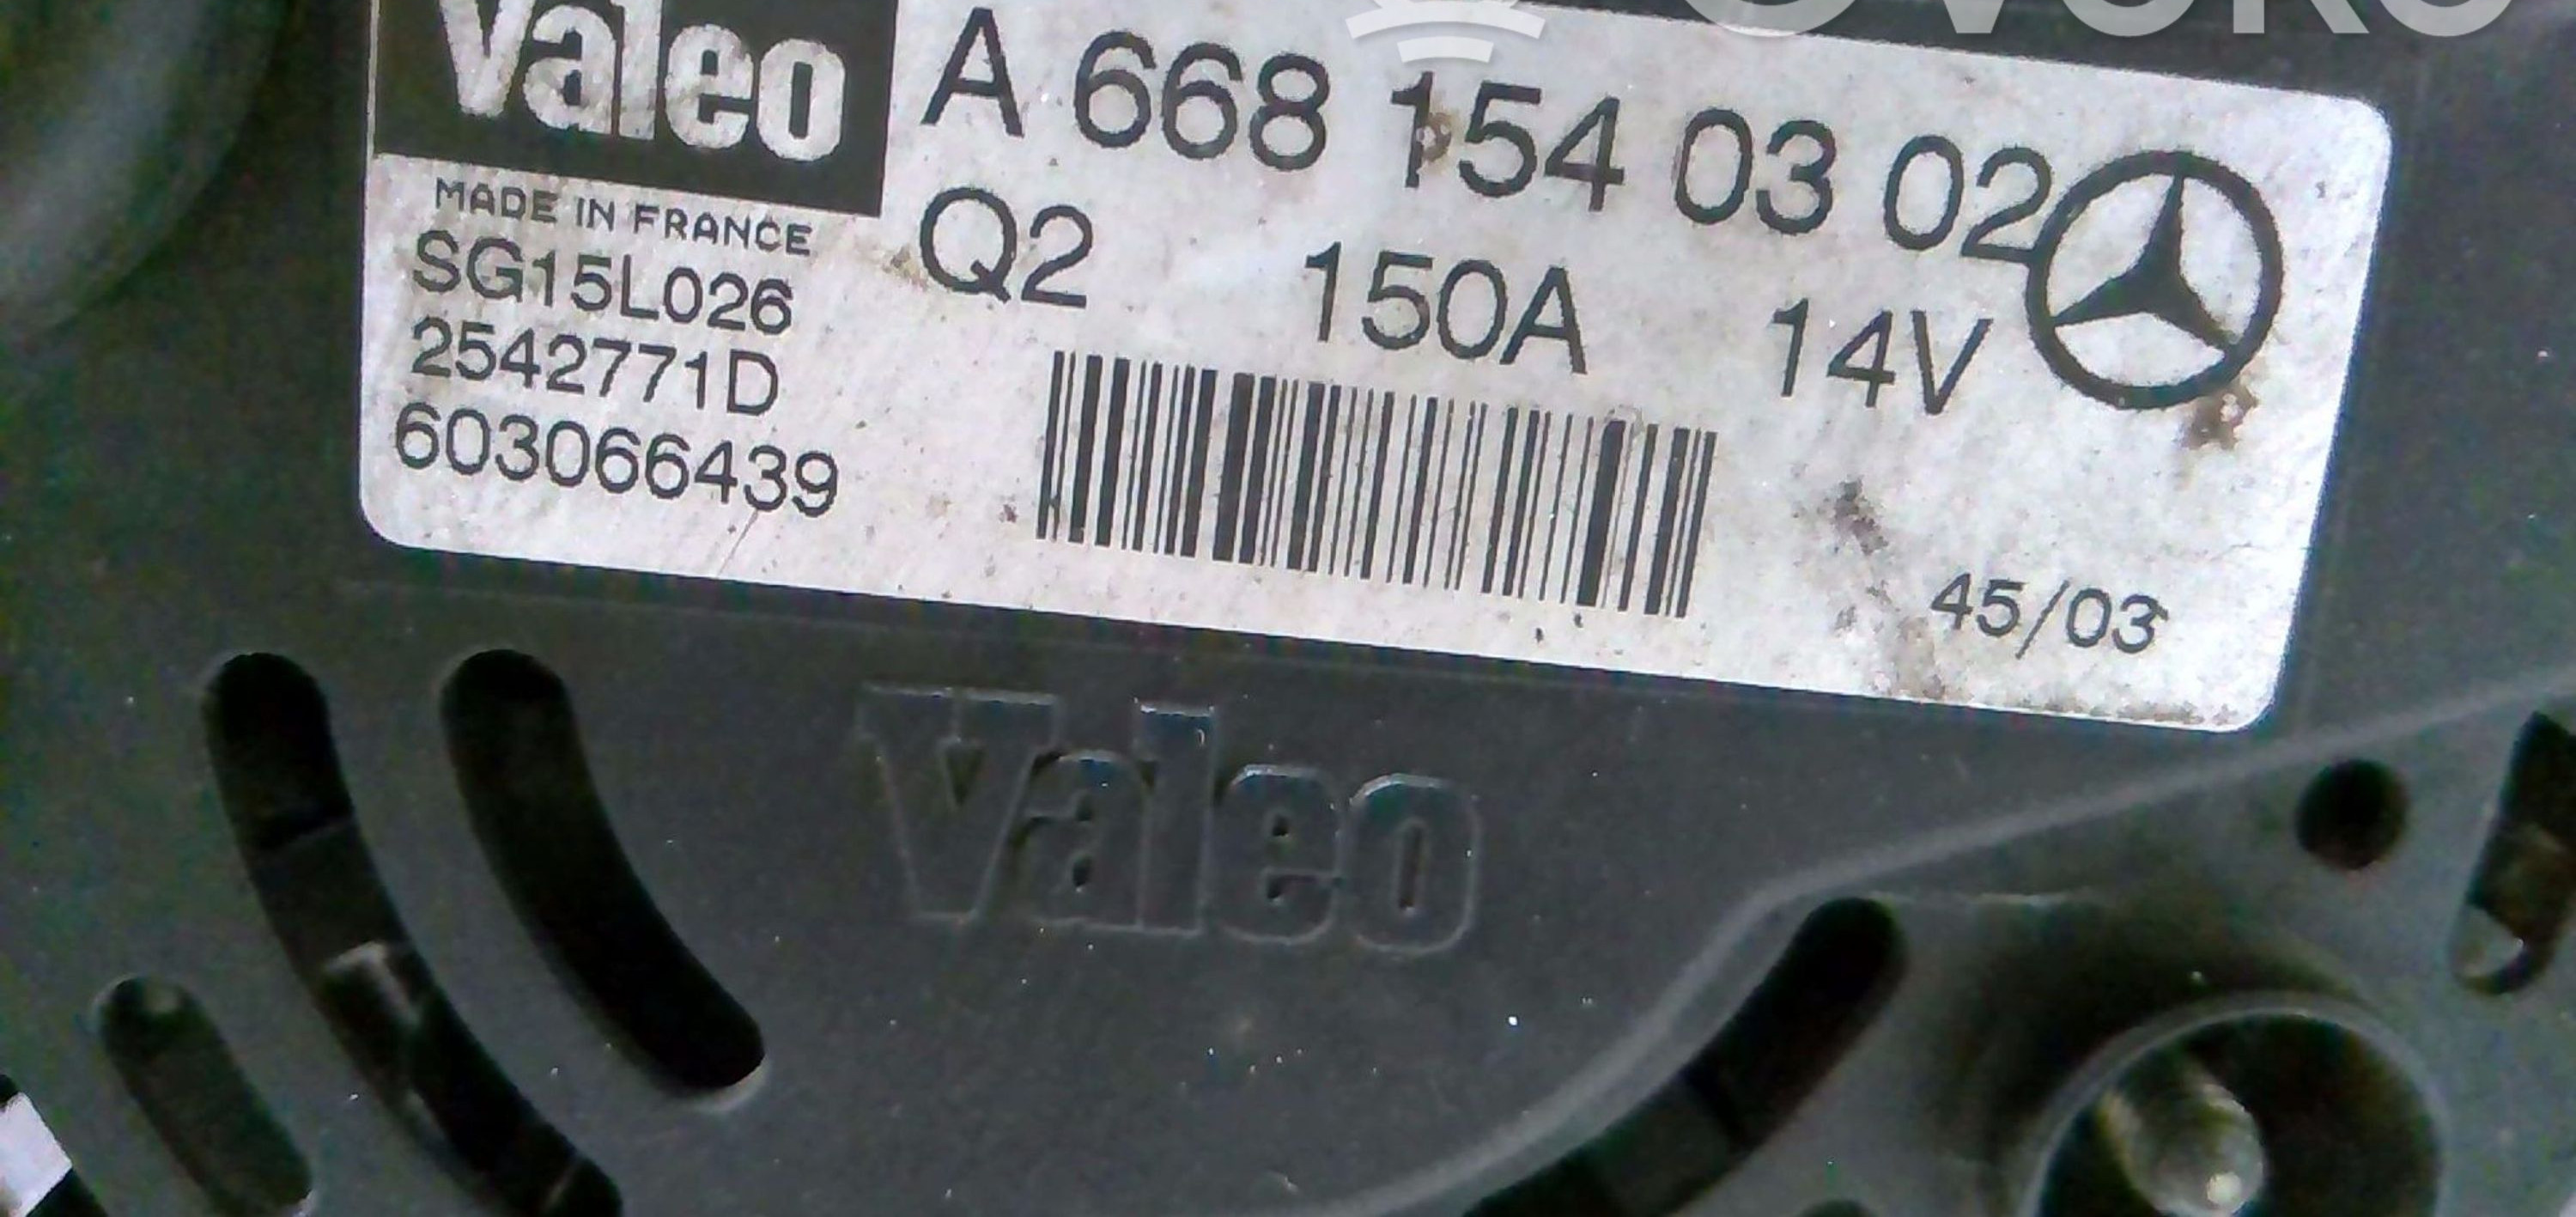 Valeo
A 668 154 03 02
MADE IN FRANCE
Q2 150A 14V
SG15L026
2542771D
603066439
45/03
Valeo